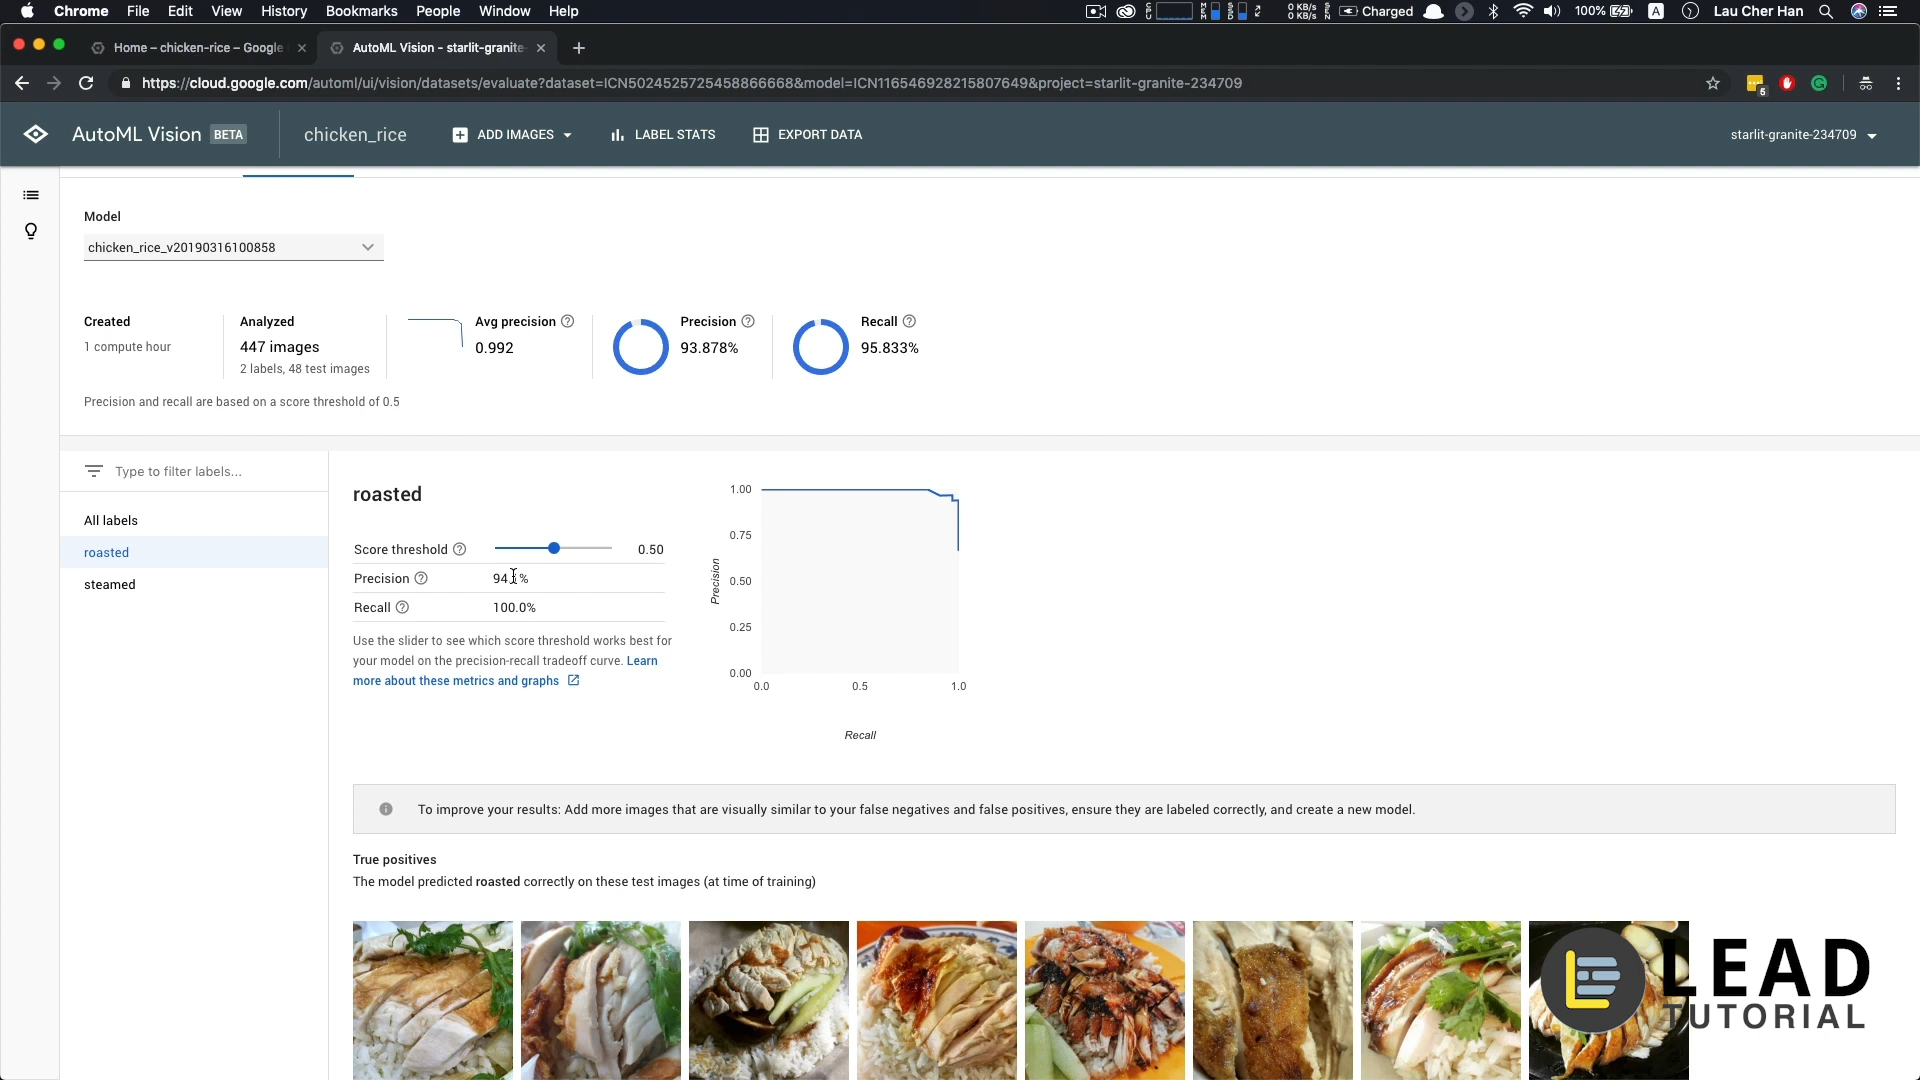 Chrome File Edit View History Bookmarks People Window Help
0 KB/s
0 KB/s
Charged
100%
A
Lau Cher Han
Home – chicken-rice – Google
AutoML Vision - starlit-granite-
https://cloud.google.com/automl/ui/vision/datasets/evaluate?dataset=ICN5024525725458866668&model=ICN1165469282158076​49&project=starlit-granite-234709
5
AutoML Vision BETA
chicken_rice
ADD IMAGES
LABEL STATS
EXPORT DATA
starlit-granite-234709
Model
chicken_rice_v20190316100858
Created
1 compute hour
Analyzed
447 images
2 labels, 48 test images
Avg precision
0.992
Precision
93.878%
Recall
95.833%
Precision and recall are based on a score threshold of 0.5
Type to filter labels...
All labels
roasted
steamed
roasted
Score threshold 0.50
Precision
Recall 100.0%
Use the slider to see which score threshold works best for
your model on the precision-recall tradeoff curve. Learn
more about these metrics and graphs
1.00
0.75
0.50
0.25
0.00
Precision
0.0 0.5 1.0
Recall
To improve your results: Add more images that are visually similar to your false negatives and false positives, ensure they are labeled correctly, and create a new model.
True positives
The model predicted roasted correctly on these test images (at time of training)
LEAD
TUTORIAL